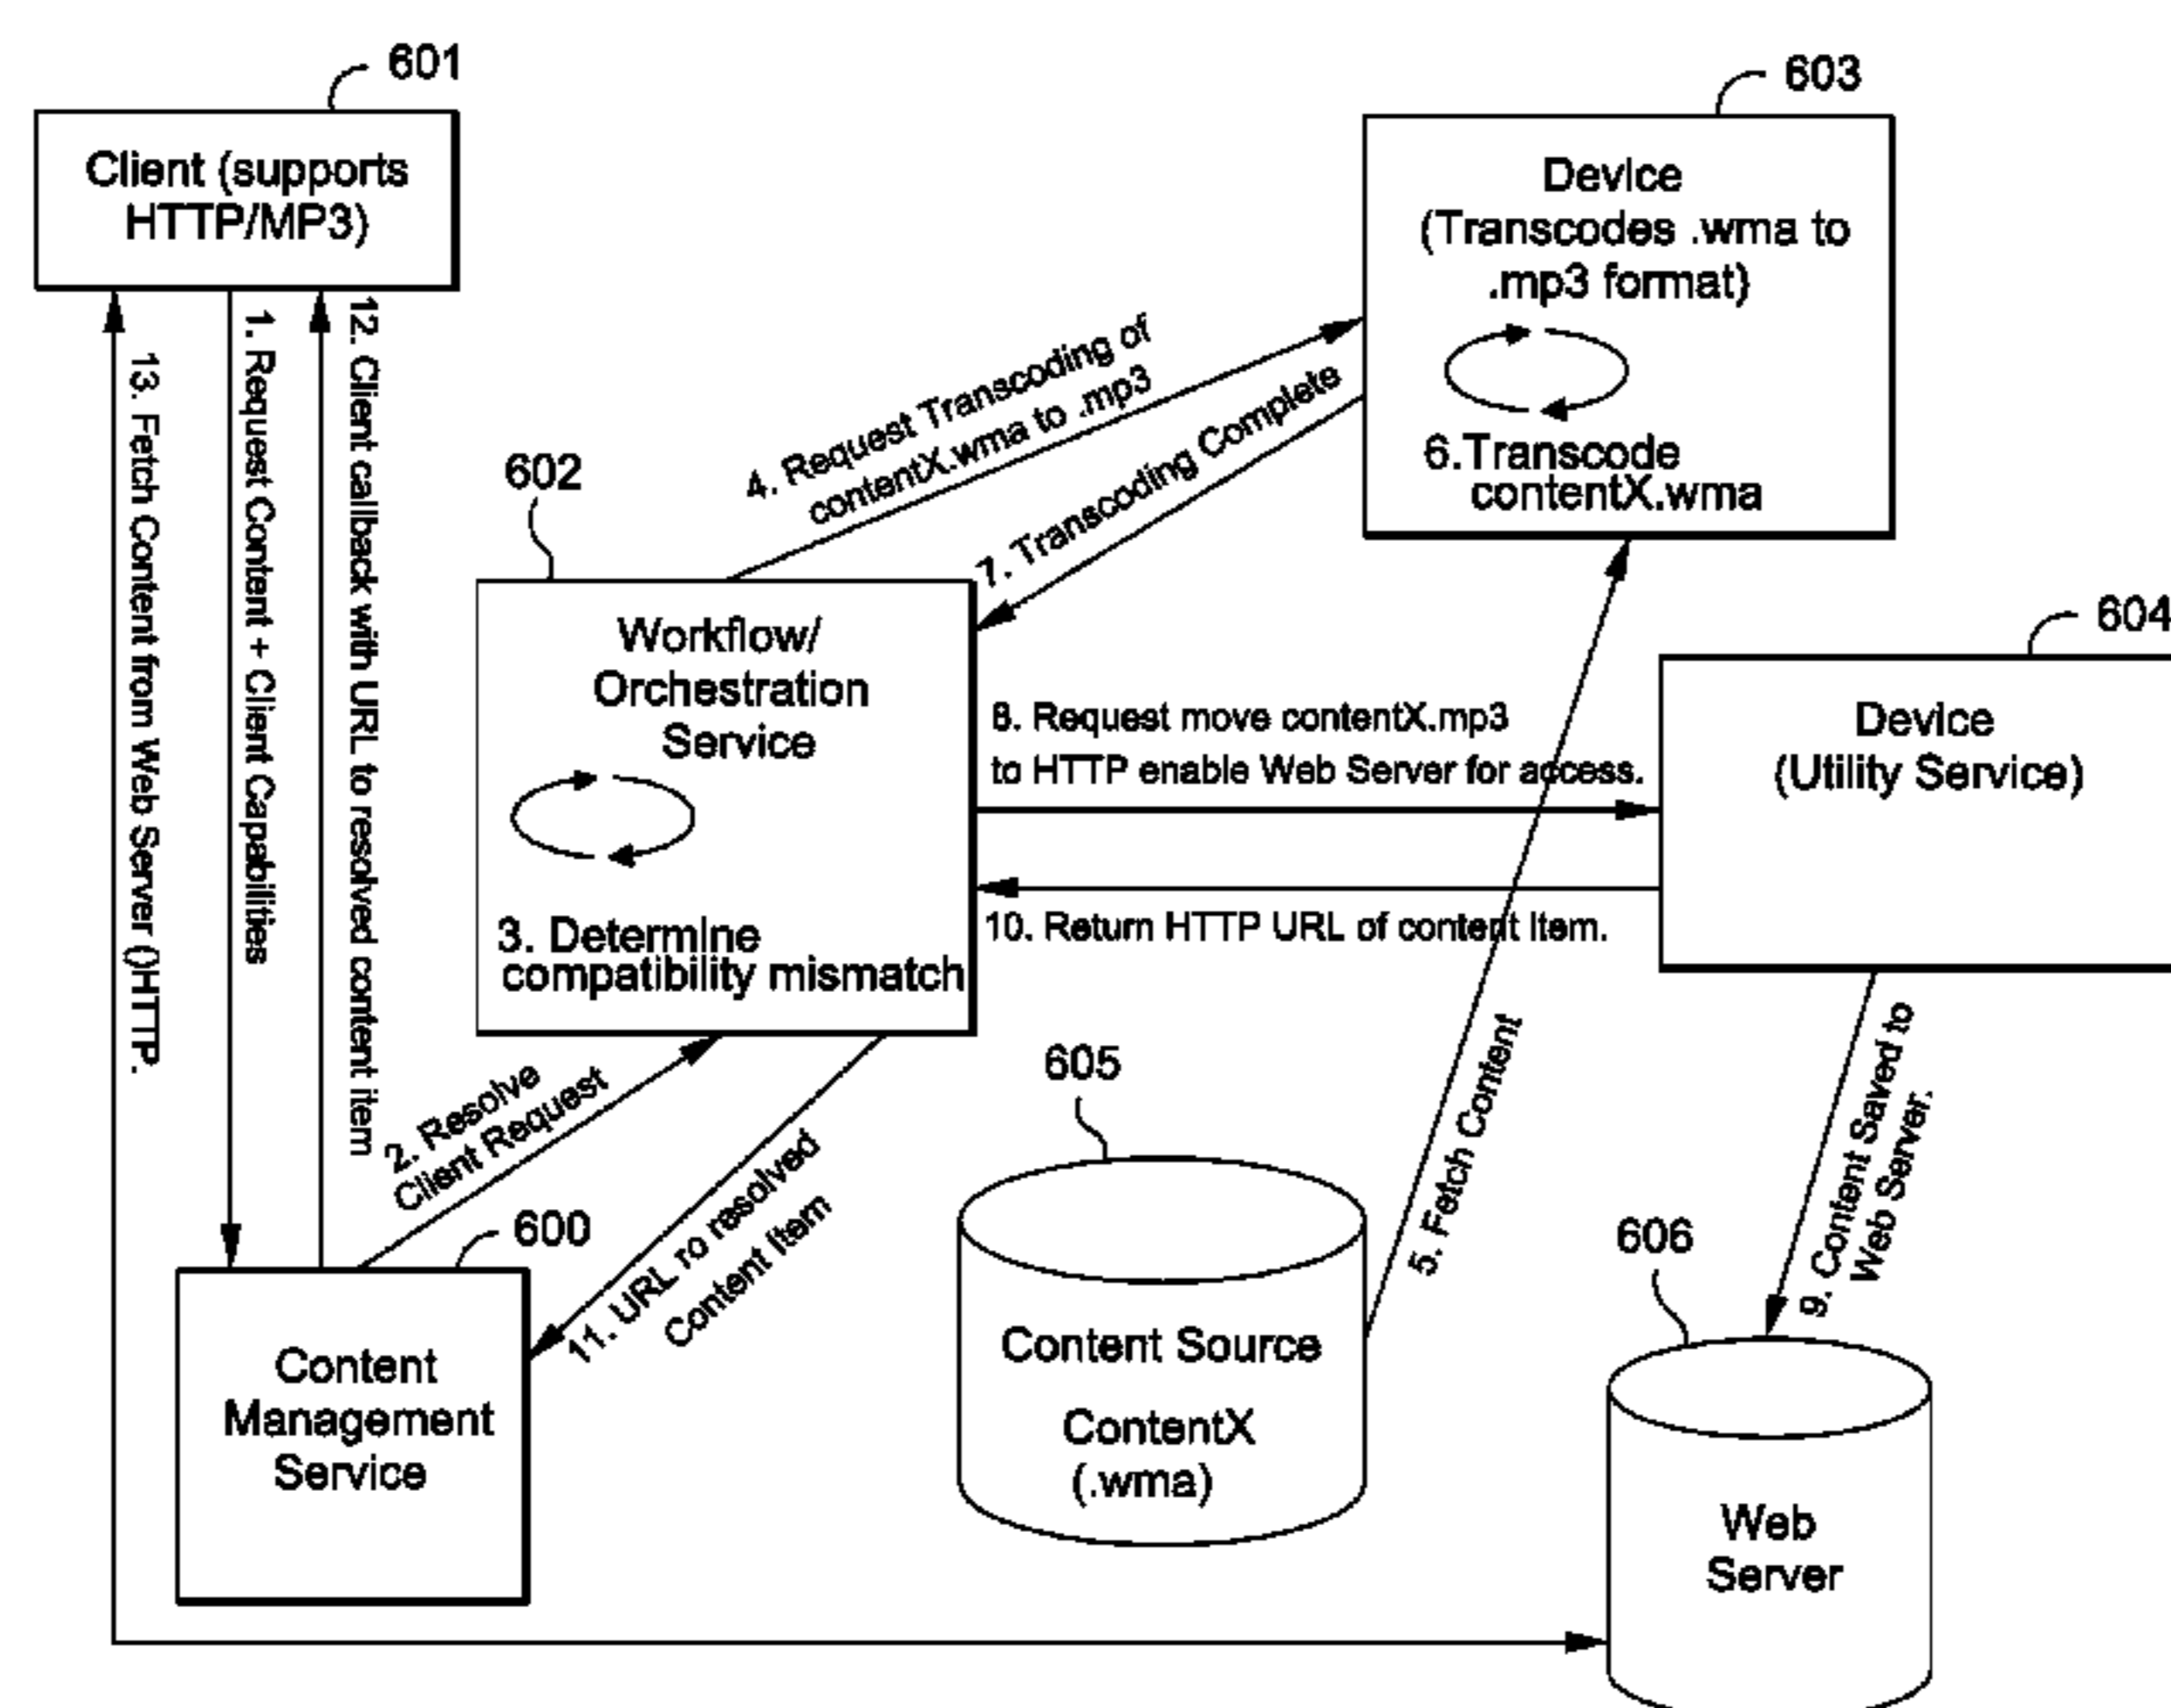 601
Client (supports
HTTP/MP3)
603
Device
(Transcodes .wma to
.mp3 format)
6.Transcode
contentX.wma
13. Fetch Content from Web Server ()HTTP.
1. Request Content + Client Capabilities
12. Client callback with URL to resolved content item
4. Request Transcoding of
contentX.wma to .mp3
7. Transcoding Complete
602
Workflow/
Orchestration
Service
3. Determine
compatibility mismatch
604
Device
(Utility Service)
8. Request move contentX.mp3
to HTTP enable Web Server for access.
10. Return HTTP URL of content item.
2. Resolve
Client Request
11. URL ro resolved
Content Item
600
Content
Management
Service
605
Content Source
ContentX
(.wma)
5. Fetch Content
9. Content Saved to
Web Server.
606
Web
Server